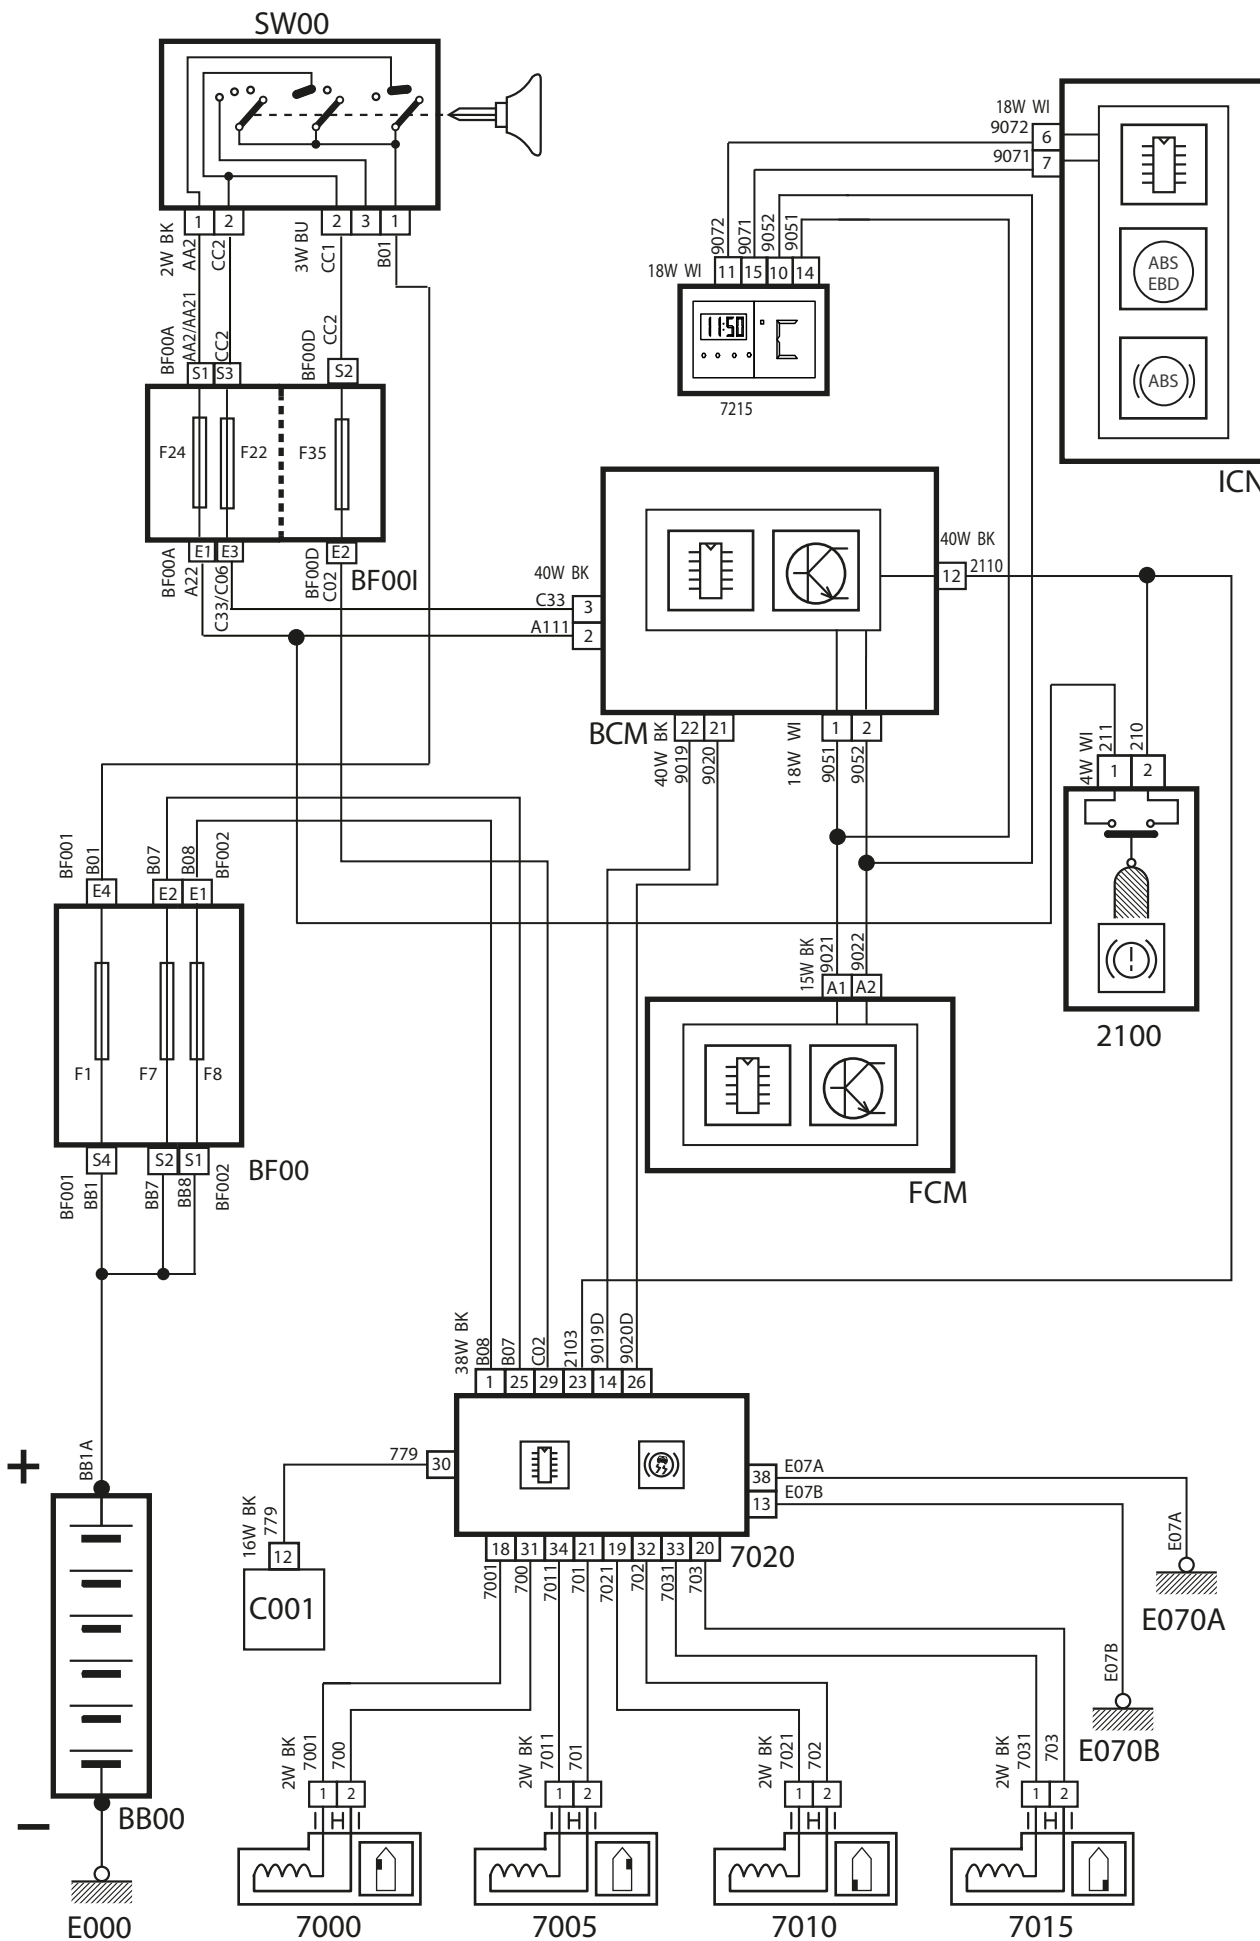 SW00
1 2 2 3 1
2W BK
AA2
CC2
3W BU
CC1
B01
BF00A
AA2/AA21
CC2
BF00D
CC2
S1 S3 S2
F24 F22 F35
E1 E3 E2
BF00A
A22
C33/C06
BF00D
C02
BF00I
18W WI
9072
6
9071
7
ABS
EBD
ABS
ICN
9072
9071
9052
9051
18W WI 11 15 10 14
11:50
7215
40W BK
C33
3
A111
2
40W BK
12
2110
BCM
22 21 1 2
40W BK
9019
9020
18W WI
9051
9052
4W WI
211
210
1 2
2100
BF001
B01
B07
B08
BF002
E4 E2 E1
F1 F7 F8
S4 S2 S1
BF00
BF001
BB1
BB7
BB8
BF002
15W BK
9021
9022
A1 A2
FCM
38W BK
B08
B07
C02
2103
9019D
9020D
1 25 29 23 14 26
779
30
38
E07A
13
E07B
18 31 34 21 19 32 33 20
7020
7001
700
7011
701
7021
702
7031
703
16W BK
779
12
C001
E07A
E070A
E07B
E070B
+
BB1A
–
BB00
E000
2W BK
7001
700
1 2
H
7000
2W BK
7011
701
1 2
H
7005
2W BK
7021
702
1 2
H
7010
2W BK
7031
703
1 2
H
7015